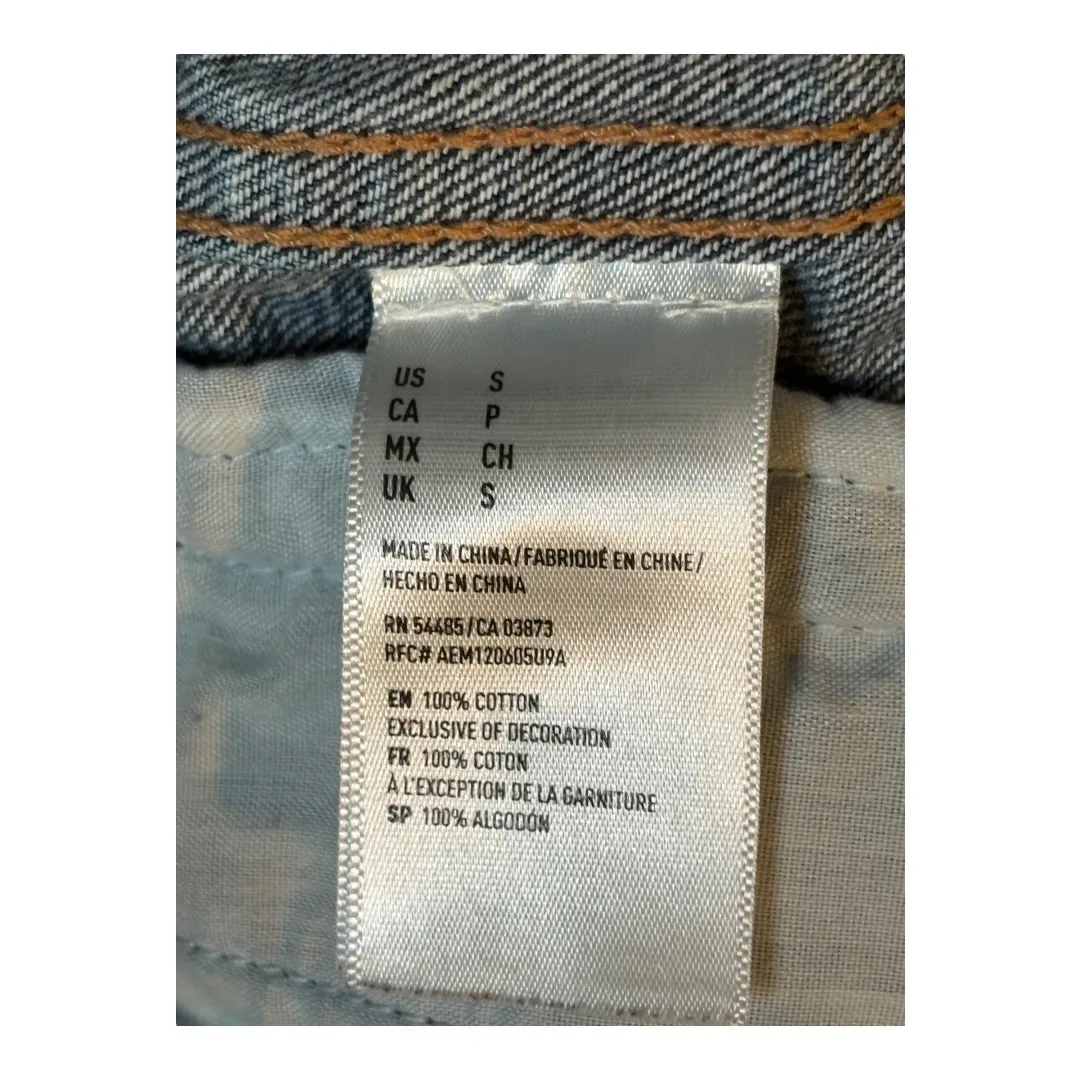 US S
CA P
MX CH
UK S
MADE IN CHINA/FABRIQUÉ EN CHINE/
HECHO EN CHINA
RN 54485/CA 03873
RFC# AEM120605U9A
EN 100% COTTON
EXCLUSIVE OF DECORATION
FR 100% COTON
À L'EXCEPTION DE LA GARNITURE
SP 100% ALGODÓN